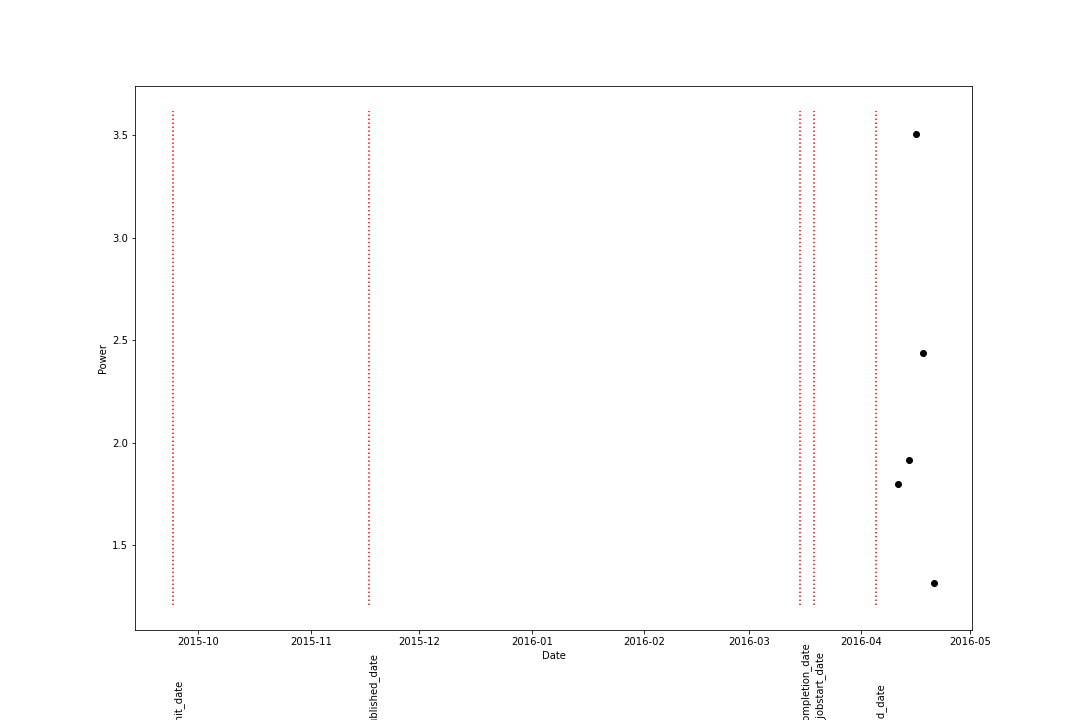 3.5
3.0
2.5
2.0
1.5
Power
2015-10
2015-11
2015-12
2016-01
2016-02
2016-03
2016-04
2016-05
Date
nit_date
blished_date
ompletion_date
jobstart_date
d_date